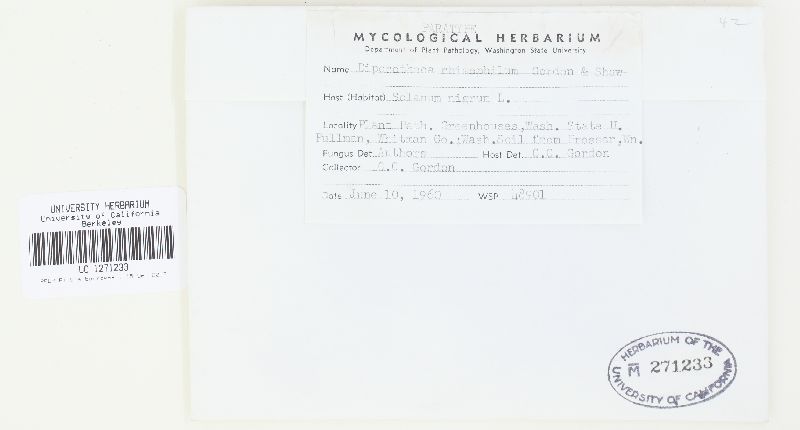 42
PARATYPE
MYCOLOGICAL HERBARIUM
Department of Plant Pathology, Washington State University
Name Diporotheca rhizophilum Gordon & Shaw
Host (Habitat) Solanum nigrum L.
Locality Plant Path. Greenhouses, Wash. State U.
Pullman, Whitman Co., Wash. Soil from Prosser, Wn.
Fungus Det. Authors Host Det. C.C. Gordon
Collector C.C. Gordon
Date June 10, 1960 WSP 48901
UNIVERSITY HERBARIUM
University of California
Berkeley
UC 1271233
HERBARIUM OF THE
M 271233
UNIVERSITY OF CALIFORNIA